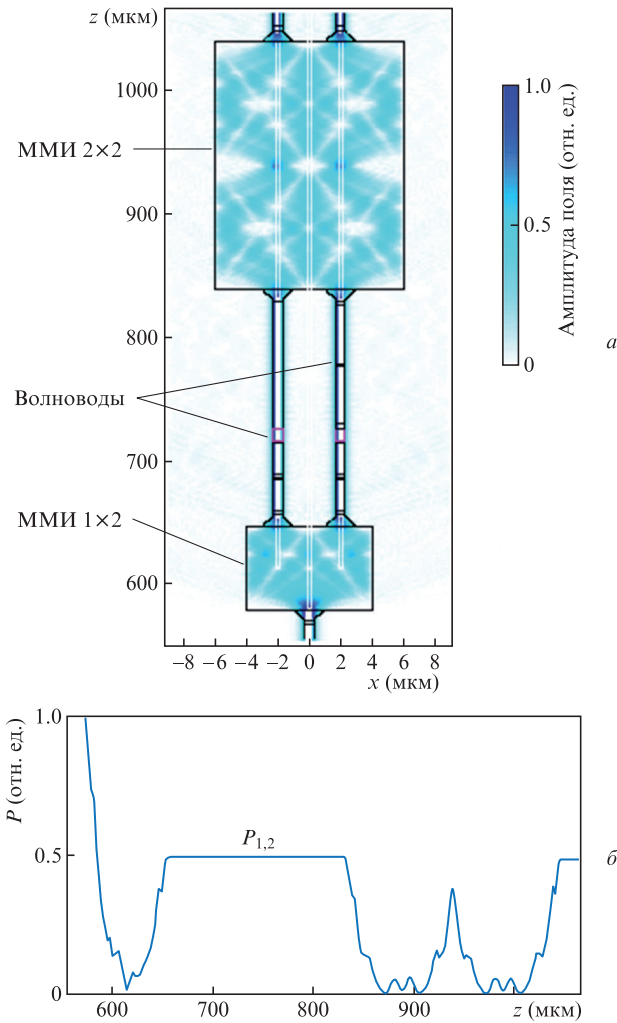 z (мкм)
1000
ММИ 2×2
900
800
Волноводы
700
ММИ 1×2
600
−8 −6 −4 −2 0 2 4 6 8
x (мкм)
1.0
0.5
0
Амплитуда поля (отн. ед.)
а
P (отн. ед.)
1.0
0.5
0
P1,2
600 700 800 900 z (мкм)
б